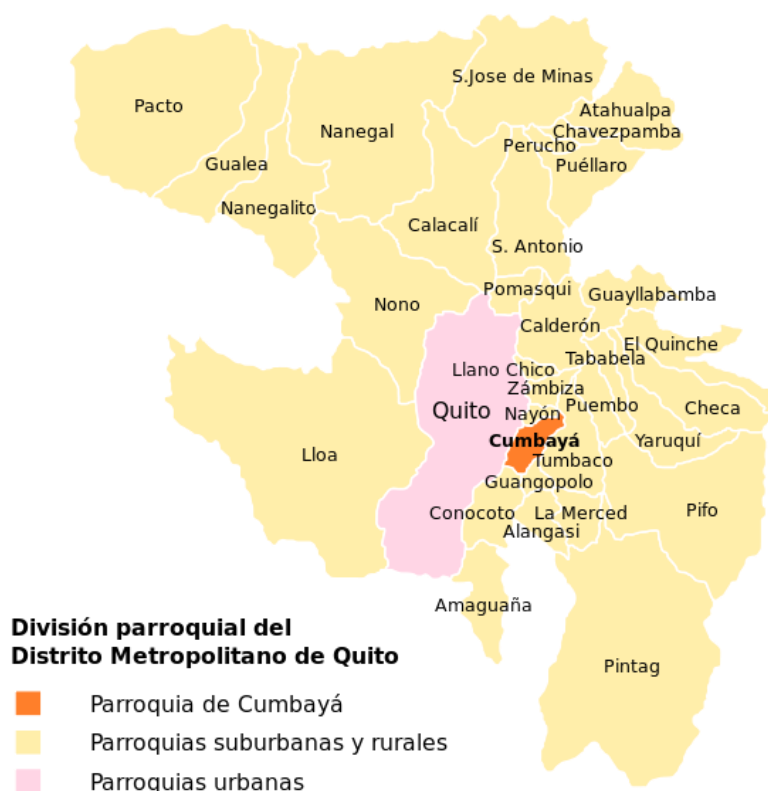 S.Jose de Minas
Pacto
Atahualpa
Nanegal
Chavezpamba
Perucho
Gualea
Puéllaro
Nanegalito
Calacalí
S. Antonio
Pomasqui
Guayllabamba
Nono
Calderón
El Quinche
Tababela
Llano Chico
Zámbiza
Puembo
Checa
Quito
Nayón
Cumbayá
Yaruquí
Lloa
Tumbaco
Guangopolo
Pifo
Conocoto
La Merced
Alangasi
Amaguaña
Pintag
División parroquial del
Distrito Metropolitano de Quito
Parroquia de Cumbayá
Parroquias suburbanas y rurales
Parroquias urbanas